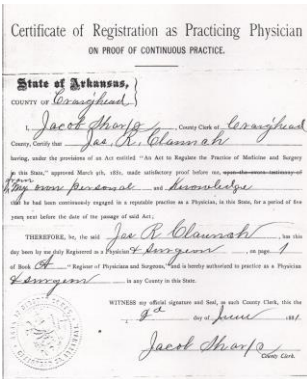 Certificate of Registration as Practicing Physician
ON PROOF OF CONTINUOUS PRACTICE.
State of Arkansas,
COUNTY OF Craighead
I, Jacob Sharp, County Clerk of Craighead
County, Certify that Jas. R. Claunch
having, under the provisions of an Act entitled "An Act to Regulate the Practice of Medicine and Surgery
in this State," approved March 9th, 1881, made satisfactory proof before me,
from My own personal and Knowledge
that he had been continuously engaged in a reputable practice as a Physician, in this State, for a period of five
years next before the date of the passage of said Act;
THEREFORE, he, the said Jas R Claunch, has this
day been by me duly Registered as a Physician & Surgeon, on page 1
of Book A "Register of Physicians and Surgeons," and is hereby authorized to practice as a Physician
& Surgeon in any County in this State.
WITNESS my official signature and Seal, as such County Clerk, this the
day of June 1881
Jacob Sharp
County Clerk.